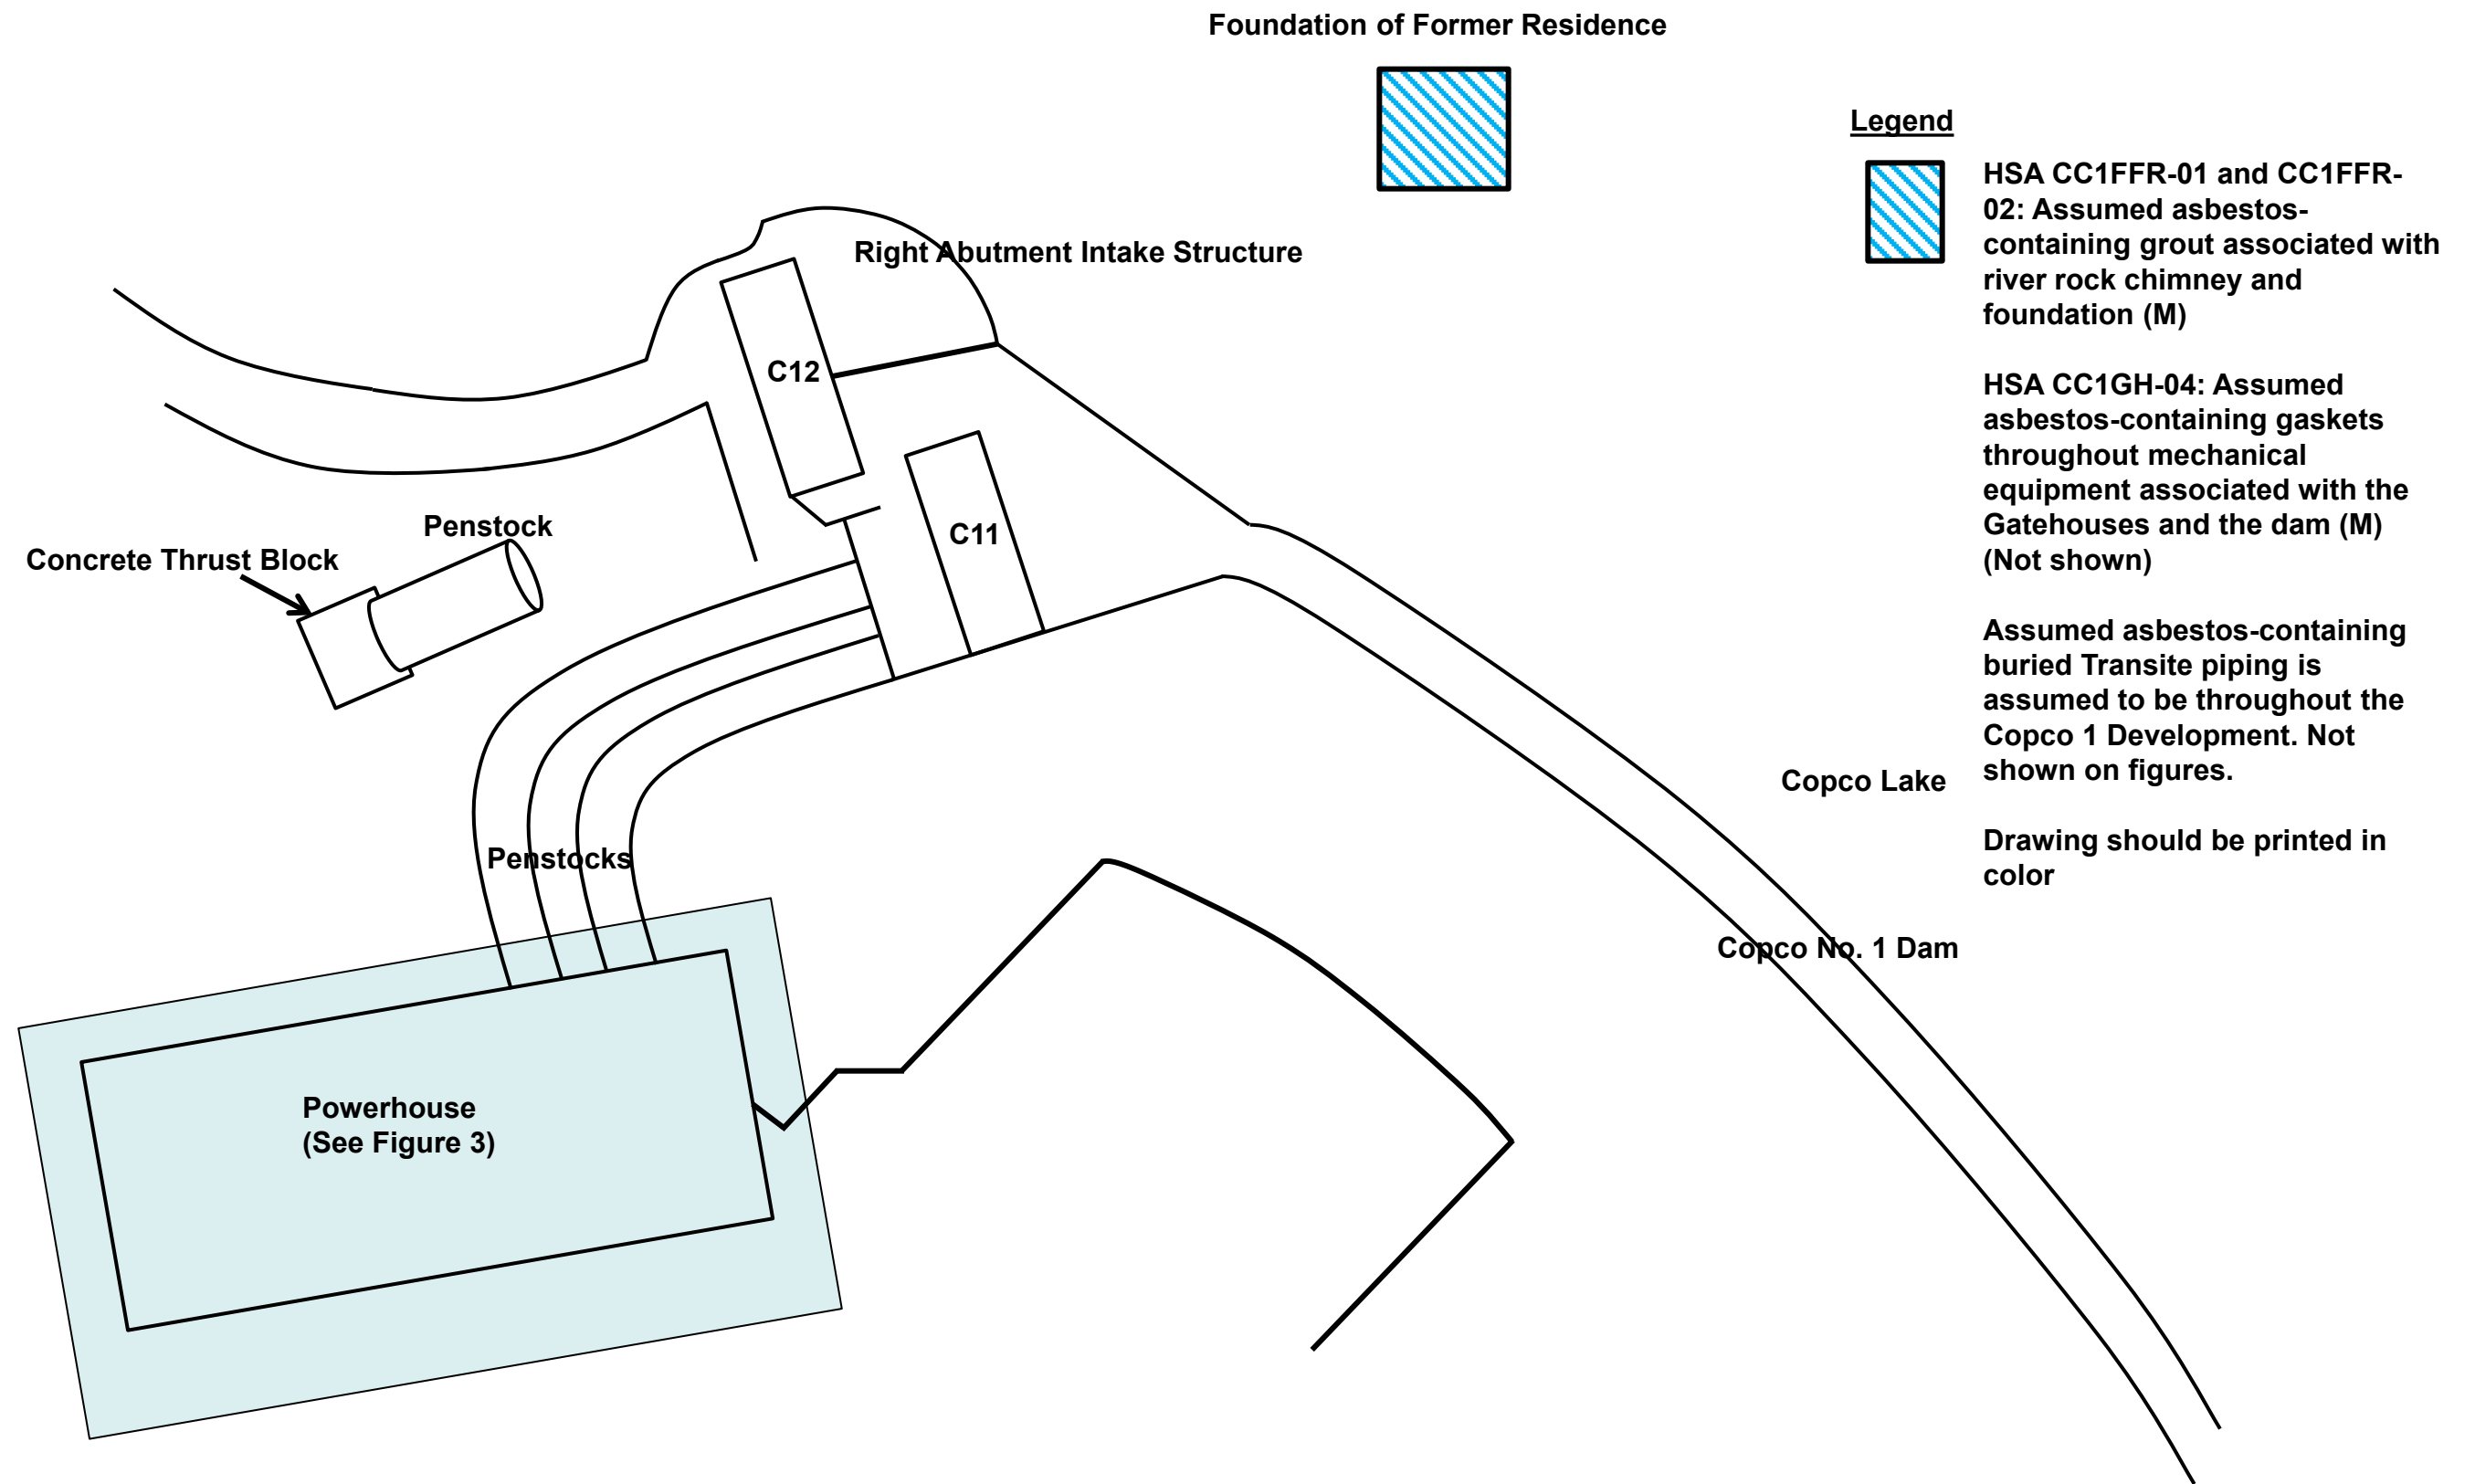 Foundation of Former Residence
Legend
HSA CC1FFR-01 and CC1FFR-
02: Assumed asbestos-
containing grout associated with
river rock chimney and
foundation (M)
HSA CC1GH-04: Assumed
asbestos-containing gaskets
throughout mechanical
equipment associated with the
Gatehouses and the dam (M)
(Not shown)
Assumed asbestos-containing
buried Transite piping is
assumed to be throughout the
Copco 1 Development. Not
shown on figures.
Drawing should be printed in
color
Right Abutment Intake Structure
C12
C11
Penstock
Concrete Thrust Block
Copco Lake
Penstocks
Copco No. 1 Dam
Powerhouse
(See Figure 3)